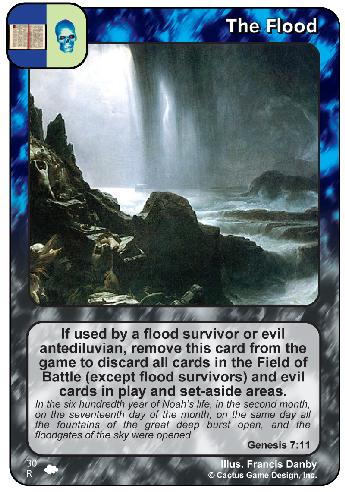 The Flood
If used by a flood survivor or evil
antediluvian, remove this card from the
game to discard all cards in the Field of
Battle (except flood survivors) and evil
cards in play and set-aside areas.
In the six hundredth year of Noah's life, in the second month,
on the seventeenth day of the month, on the same day all
the fountains of the great deep burst open, and the
floodgates of the sky were opened
Genesis 7:11
30
R
Illus. Francis Danby
© Cactus Game Design, Inc.